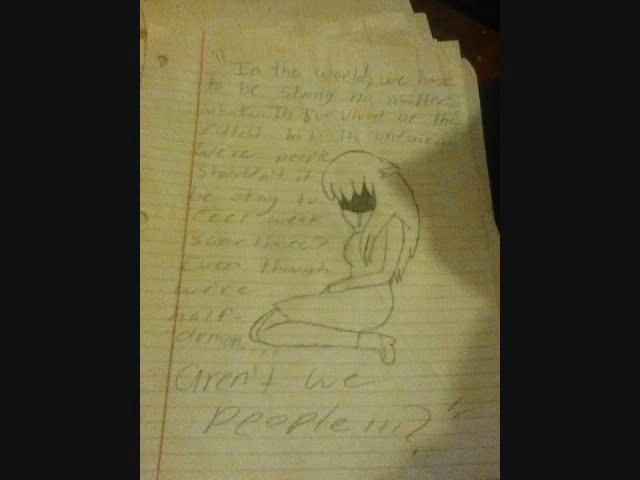 "In the world, we have
to be strong no matter
what. Its survival of the
fittest but its unfair...
We're people
Shouldn't it
be okay to
feel weak
sometimes?
Even though
we're
half-
demon....
aren't we
people...?"